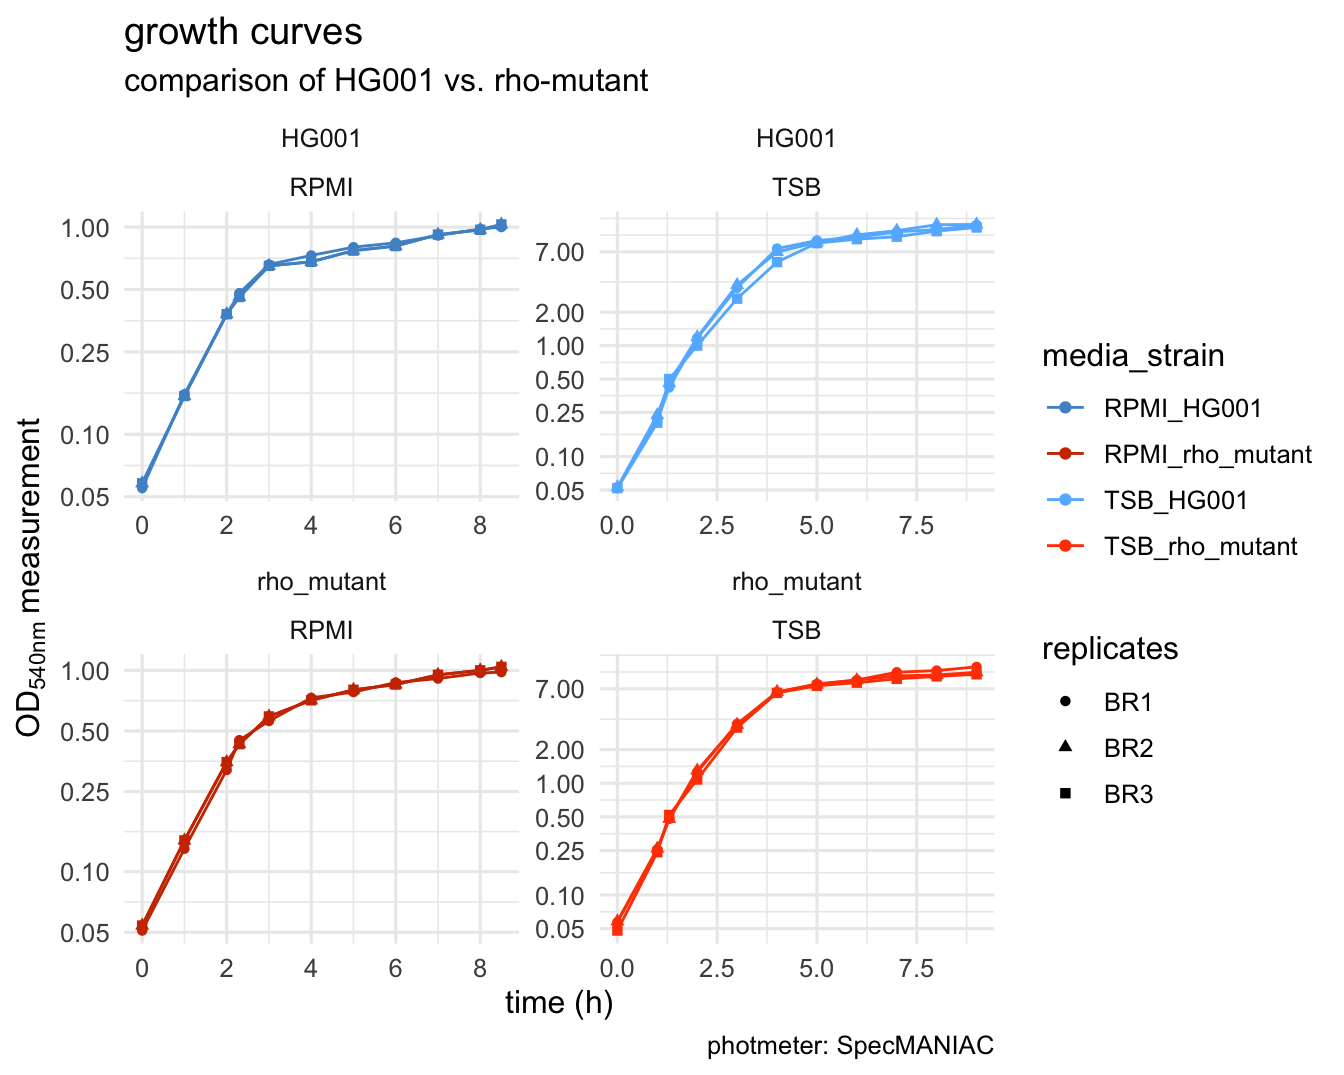 growth curves
comparison of HG001 vs. rho-mutant
HG001
RPMI
1.00
0.50
0.25
0.10
0.05
0 2 4 6 8
HG001
TSB
7.00
2.00
1.00
0.50
0.25
0.10
0.05
0.0 2.5 5.0 7.5
rho_mutant
RPMI
1.00
0.50
0.25
0.10
0.05
0 2 4 6 8
rho_mutant
TSB
7.00
2.00
1.00
0.50
0.25
0.10
0.05
0.0 2.5 5.0 7.5
OD540nm measurement
time (h)
media_strain
RPMI_HG001
RPMI_rho_mutant
TSB_HG001
TSB_rho_mutant
replicates
BR1
BR2
BR3
photmeter: SpecMANIAC